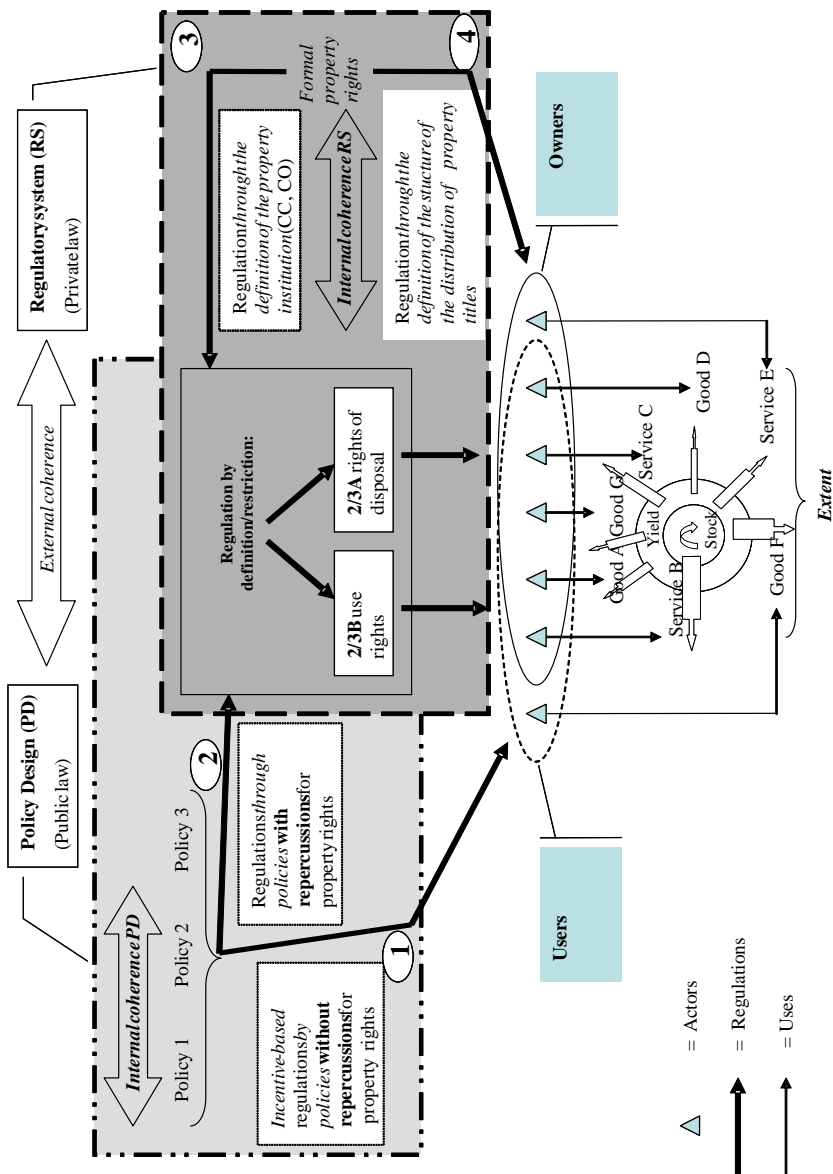 Policy Design (PD)
(Public law)
External coherence
Regulatory system (RS)
(Private law)
Internal coherence PD
Policy 1
Policy 2
Policy 3
Incentive-based
regulations by
policies without
repercussions for
property rights
1
2
Regulations through
policies with
repercussions for
property rights
Regulation by
definition/restriction:
2/3B use
rights
2/3A rights of
disposal
3
Regulation through the
definition of the property
institution (CC, CO)
Formal
property
rights
Internal coherence RS
4
Regulation through the
definition of the stucture of
the distribution of property
titles
Users
Owners
Good A
Good G
Service C
Good D
Yield
Stock
Service B
Good F
Service E
Extent
= Actors
= Regulations
= Uses